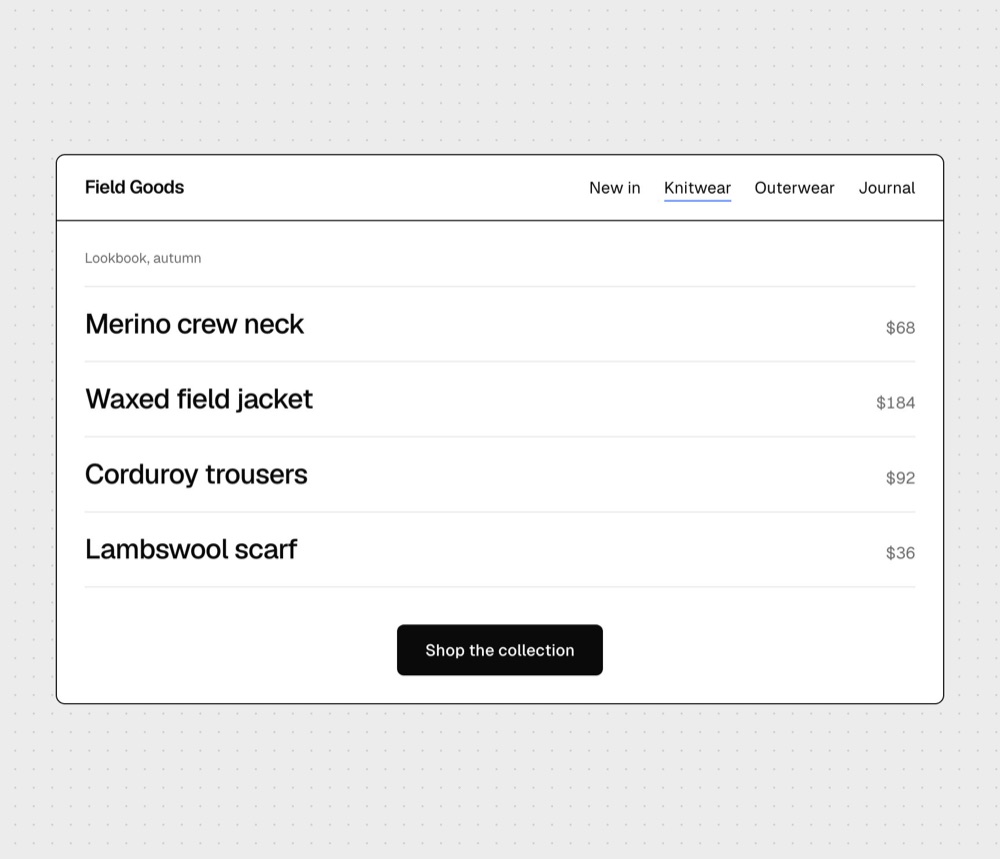 Field Goods
New in Knitwear Outerwear Journal
Lookbook, autumn
Merino crew neck $68
Waxed field jacket $184
Corduroy trousers $92
Lambswool scarf $36
Shop the collection